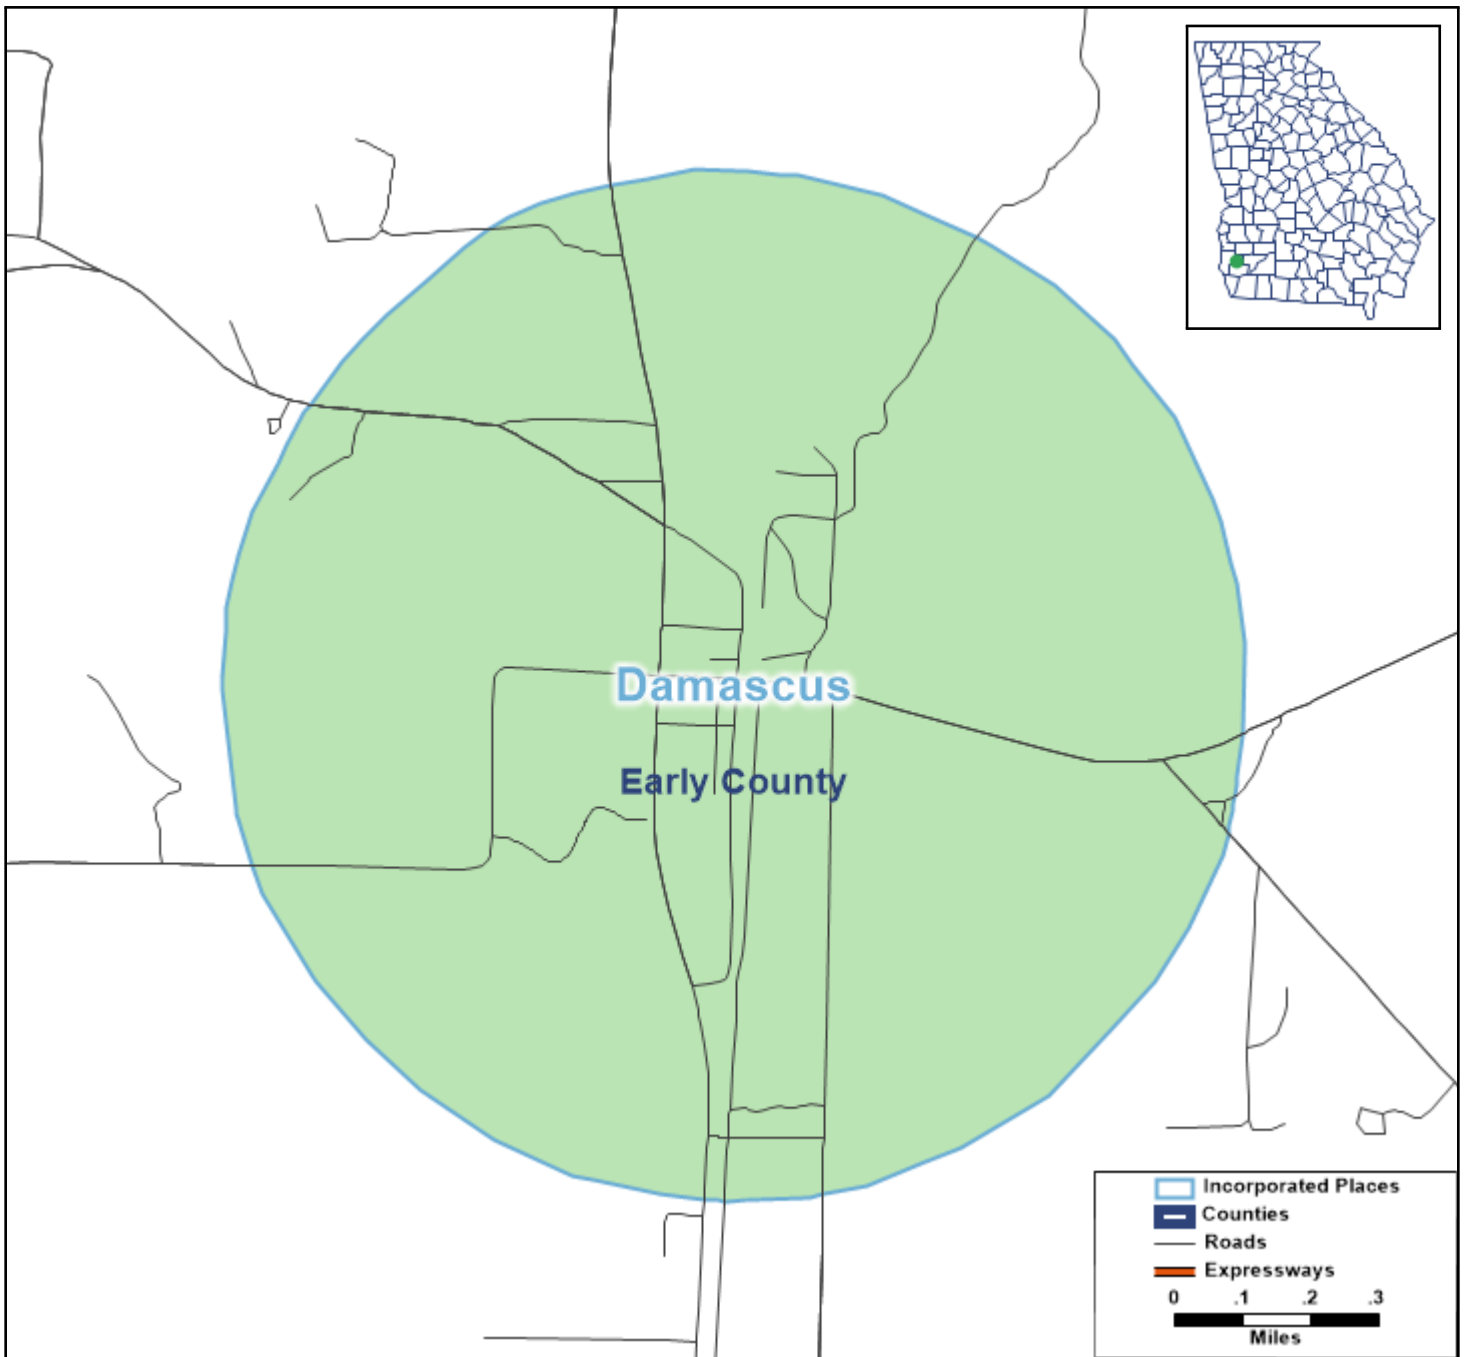 Damascus
Early County
Incorporated Places
Counties
Roads
Expressways
0 .1 .2 .3
Miles